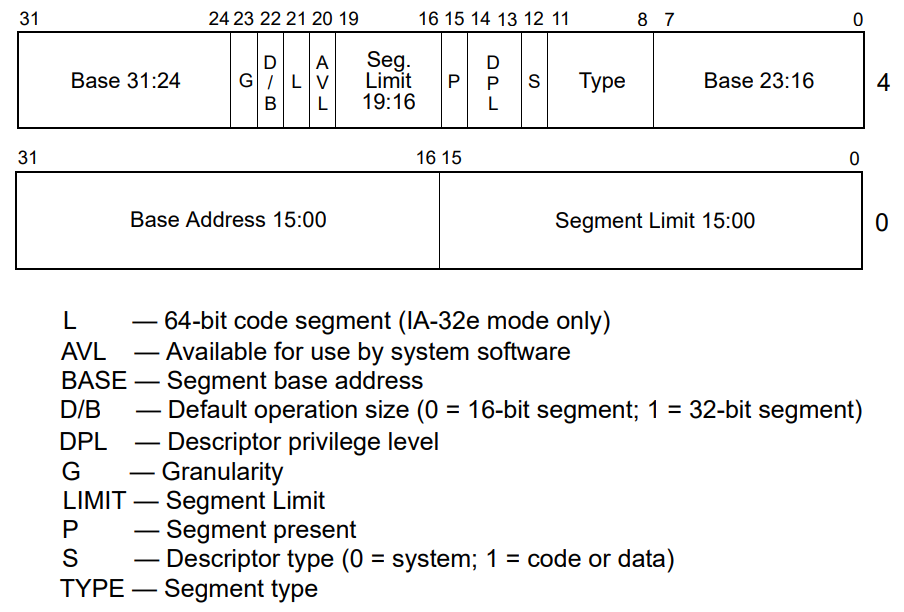 31 24 23 22 21 20 19 16 15 14 13 12 11 8 7 0
Base 31:24 G D/B L AVL Seg. Limit 19:16 P DPL S Type Base 23:16 4
31 16 15 0
Base Address 15:00 Segment Limit 15:00 0
L — 64-bit code segment (IA-32e mode only)
AVL — Available for use by system software
BASE — Segment base address
D/B — Default operation size (0 = 16-bit segment; 1 = 32-bit segment)
DPL — Descriptor privilege level
G — Granularity
LIMIT — Segment Limit
P — Segment present
S — Descriptor type (0 = system; 1 = code or data)
TYPE — Segment type